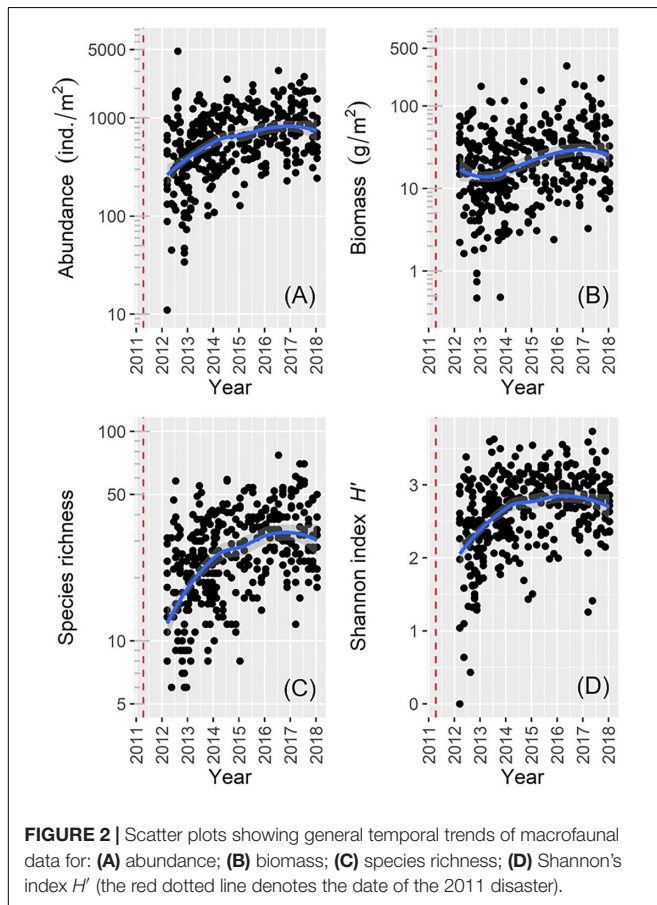 5000
1000
100
10
Abundance (ind./m²)
2011 2012 2013 2014 2015 2016 2017 2018
Year
(A)
500
100
10
1
Biomass (g/m²)
2011 2012 2013 2014 2015 2016 2017 2018
Year
(B)
100
50
10
5
Species richness
2011 2012 2013 2014 2015 2016 2017 2018
Year
(C)
3
2
1
0
Shannon index H′
2011 2012 2013 2014 2015 2016 2017 2018
Year
(D)
FIGURE 2 | Scatter plots showing general temporal trends of macrofaunal
data for: (A) abundance; (B) biomass; (C) species richness; (D) Shannon's
index H′ (the red dotted line denotes the date of the 2011 disaster).